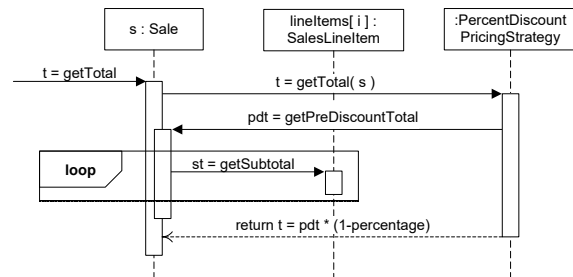 s : Sale
lineItems[ i ] :
SalesLineItem
:PercentDiscount
PricingStrategy
t = getTotal
t = getTotal( s )
pdt = getPreDiscountTotal
loop
st = getSubtotal
return t = pdt * (1-percentage)